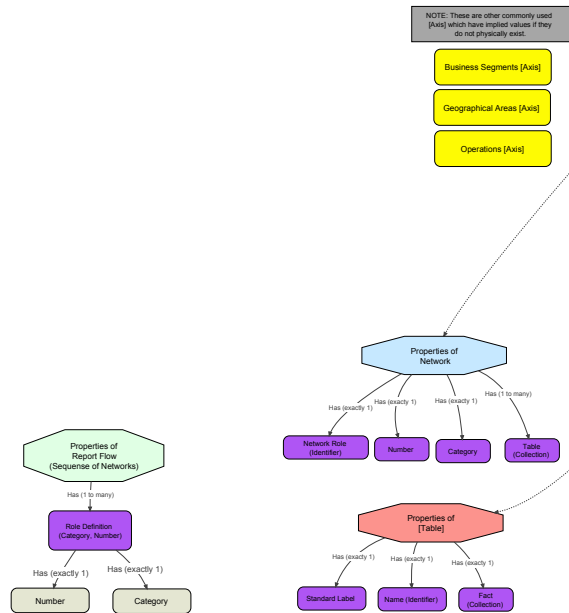 NOTE: These are other commonly used
[Axis] which have implied values if they
do not physically exist.
Business Segments [Axis]
Geographical Areas [Axis]
Operations [Axis]
Properties of
Network
Has (exactly 1)
Has (exacly 1)
Has (exactly 1)
Has (1 to many)
Network Role
(Identifier)
Number
Category
Table
(Collection)
Properties of
Report Flow
(Sequense of Networks)
Has (1 to many)
Role Definition
(Category, Number)
Has (exactly 1)
Has (exactly 1)
Number
Category
Properties of
[Table]
Has (exactly 1)
Has (exactly 1)
Has (exactly 1)
Standard Label
Name (Identifier)
Fact
(Collection)